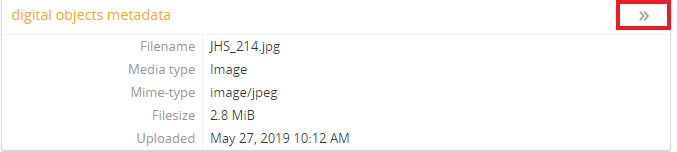 digital objects metadata »
Filename JHS_214.jpg
Media type Image
Mime-type image/jpeg
Filesize 2.8 MiB
Uploaded May 27, 2019 10:12 AM